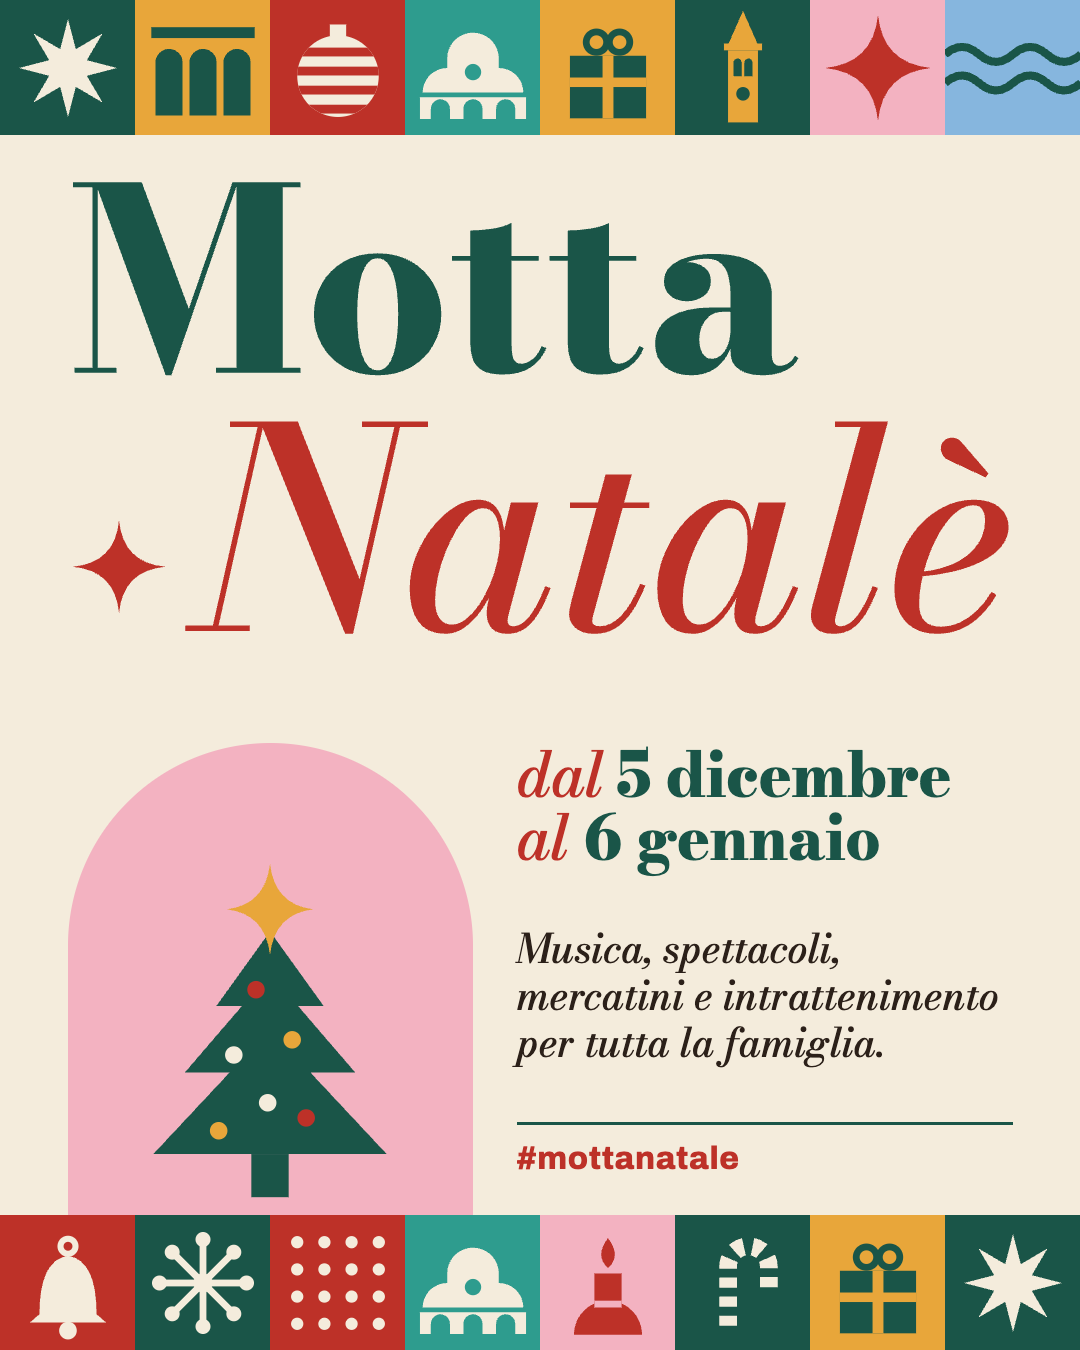 Motta
Natalè
dal 5 dicembre
al 6 gennaio
Musica, spettacoli,
mercatini e intrattenimento
per tutta la famiglia.
#mottanatale